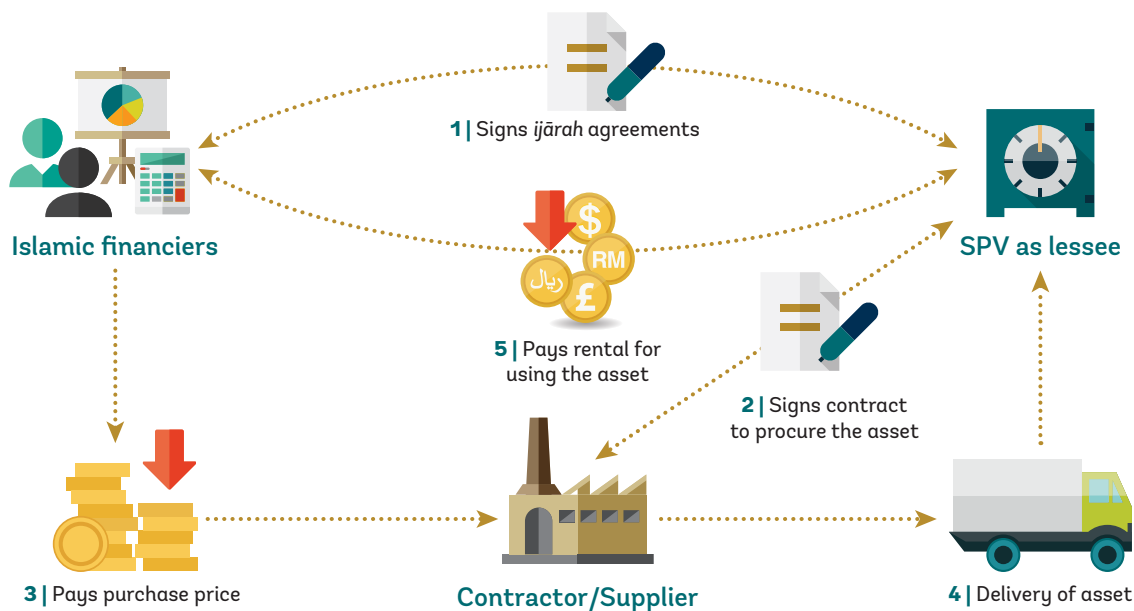 1 | Signs ijārah agreements
Islamic financiers
SPV as lessee
$
RM
ریال
£
5 | Pays rental for
using the asset
2 | Signs contract
to procure the asset
3 | Pays purchase price
Contractor/Supplier
4 | Delivery of asset